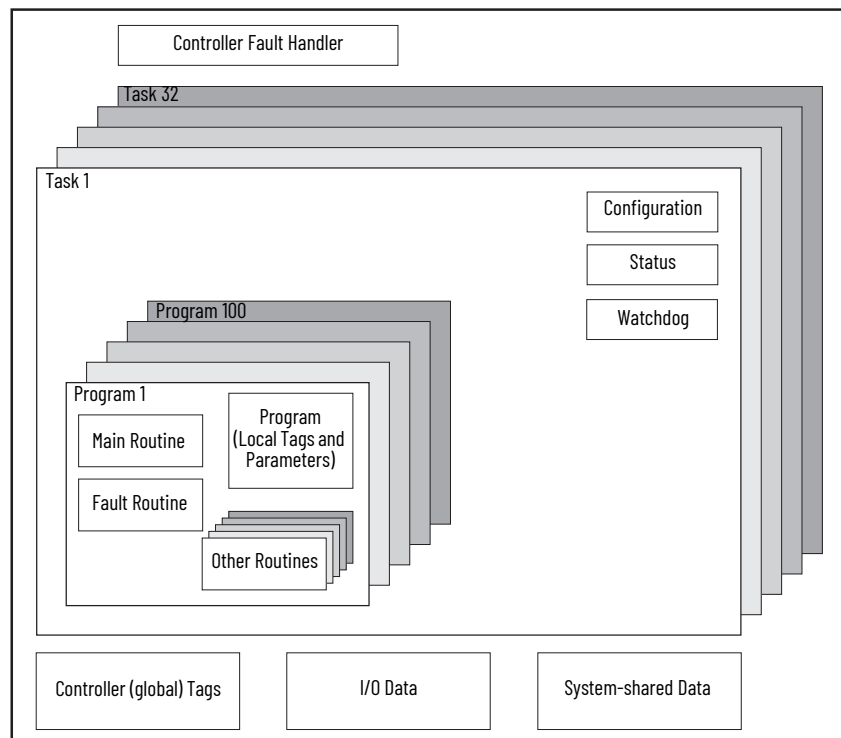 Controller Fault Handler
Task 32
Task 1
Configuration
Status
Watchdog
Program 100
Program 1
Main Routine
Program
(Local Tags and
Parameters)
Fault Routine
Other Routines
Controller (global) Tags
I/O Data
System-shared Data